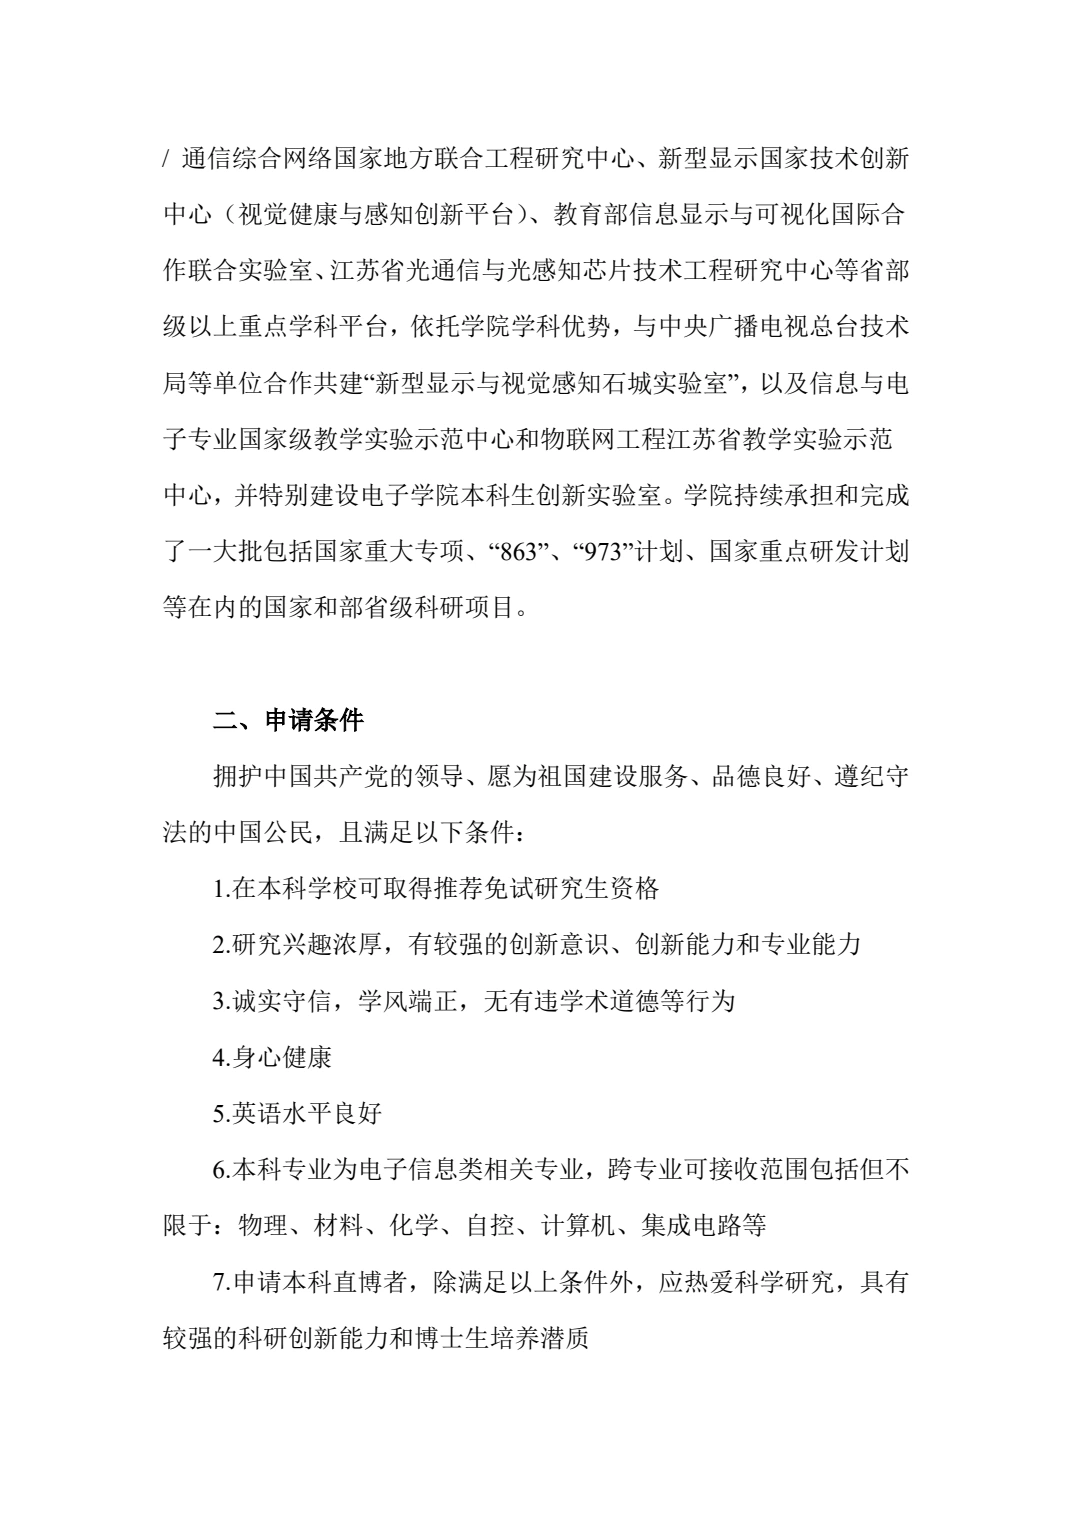 / 通信综合网络国家地方联合工程研究中心、新型显示国家技术创新
中心（视觉健康与感知创新平台）、教育部信息显示与可视化国际合
作联合实验室、江苏省光通信与光感知芯片技术工程研究中心等省部
级以上重点学科平台，依托学院学科优势，与中央广播电视总台技术
局等单位合作共建“新型显示与视觉感知石城实验室”，以及信息与电
子专业国家级教学实验示范中心和物联网工程江苏省教学实验示范
中心，并特别建设电子学院本科生创新实验室。学院持续承担和完成
了一大批包括国家重大专项、“863”、“973”计划、国家重点研发计划
等在内的国家和部省级科研项目。
二、申请条件
拥护中国共产党的领导、愿为祖国建设服务、品德良好、遵纪守
法的中国公民，且满足以下条件：
1.在本科学校可取得推荐免试研究生资格
2.研究兴趣浓厚，有较强的创新意识、创新能力和专业能力
3.诚实守信，学风端正，无有违学术道德等行为
4.身心健康
5.英语水平良好
6.本科专业为电子信息类相关专业，跨专业可接收范围包括但不
限于：物理、材料、化学、自控、计算机、集成电路等
7.申请本科直博者，除满足以上条件外，应热爱科学研究，具有
较强的科研创新能力和博士生培养潜质